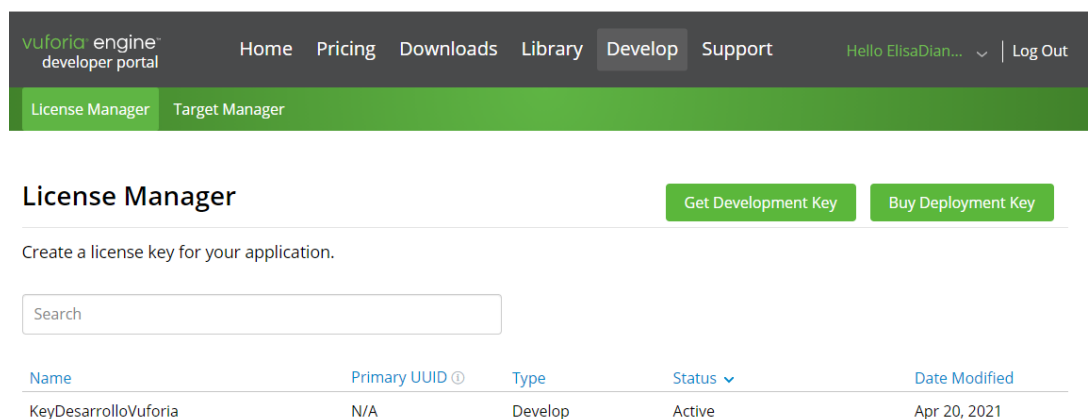 vuforia® engine™ Home Pricing Downloads Library Develop Support Hello ElisaDian... Log Out
developer portal
License Manager Target Manager
License Manager Get Development Key Buy Deployment Key
Create a license key for your application.
Search
Name Primary UUID Type Status Date Modified
KeyDesarrolloVuforia N/A Develop Active Apr 20, 2021